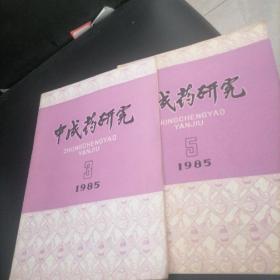 中成药研究
ZHONGCHENGYAO
YANJIU
3
1985
成药研究
ZHONGCHENGYAO
YANJIU
5
1985